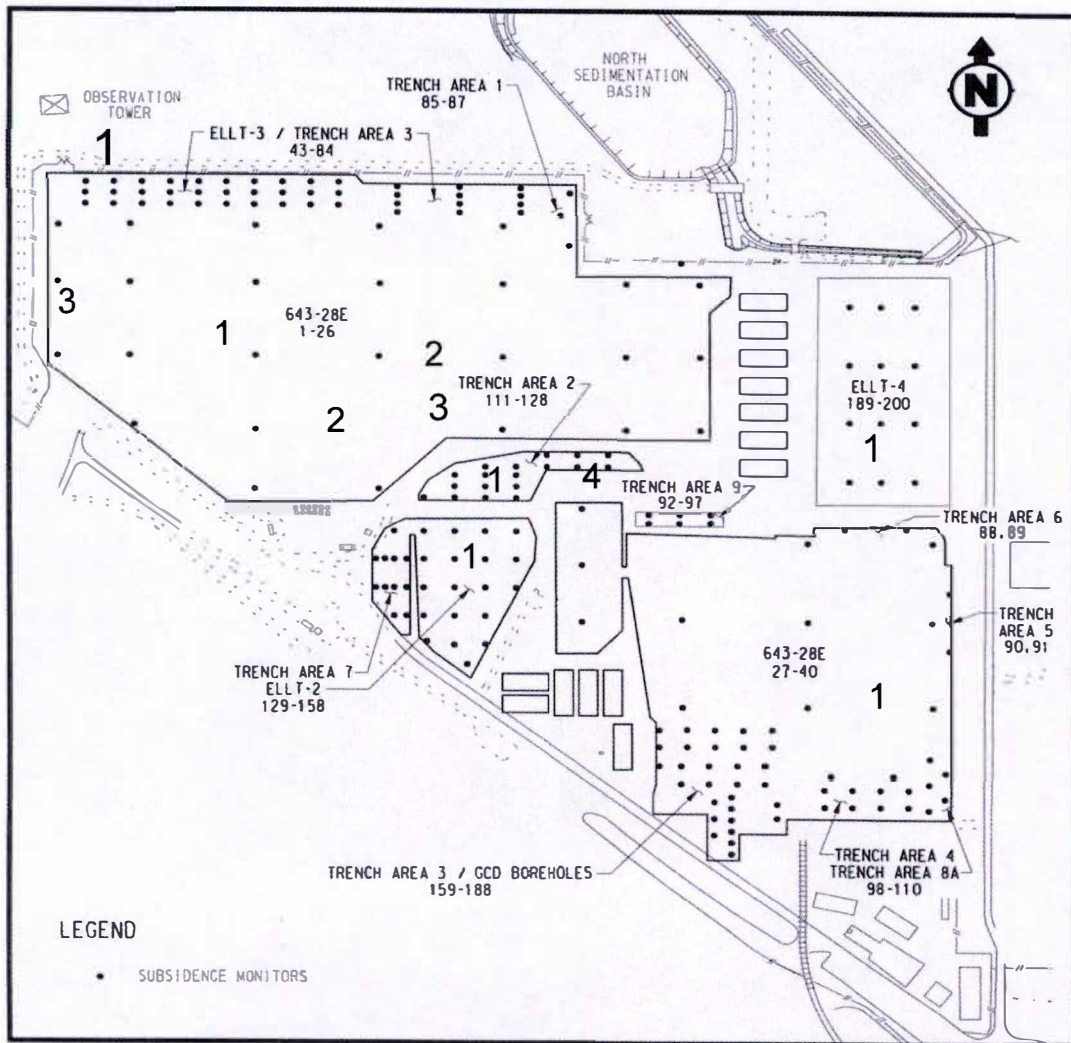 NORTH
SEDIMENTATION
BASIN
N
TRENCH AREA 1
85-87
OBSERVATION
TOWER
1
ELLT-3 / TRENCH AREA 3
43-84
3
1
643-28E
1-26
2
TRENCH AREA 2
111-128
3
2
ELLT-4
189-200
1
1
4
TRENCH AREA 9
92-97
TRENCH AREA 6
88.89
1
TRENCH
AREA 5
90.91
643-28E
27-40
1
TRENCH AREA 7
ELLT-2
129-158
TRENCH AREA 3 / GCD BOREHOLES
159-188
TRENCH AREA 4
TRENCH AREA 8A
98-110
LEGEND
SUBSIDENCE MONITORS